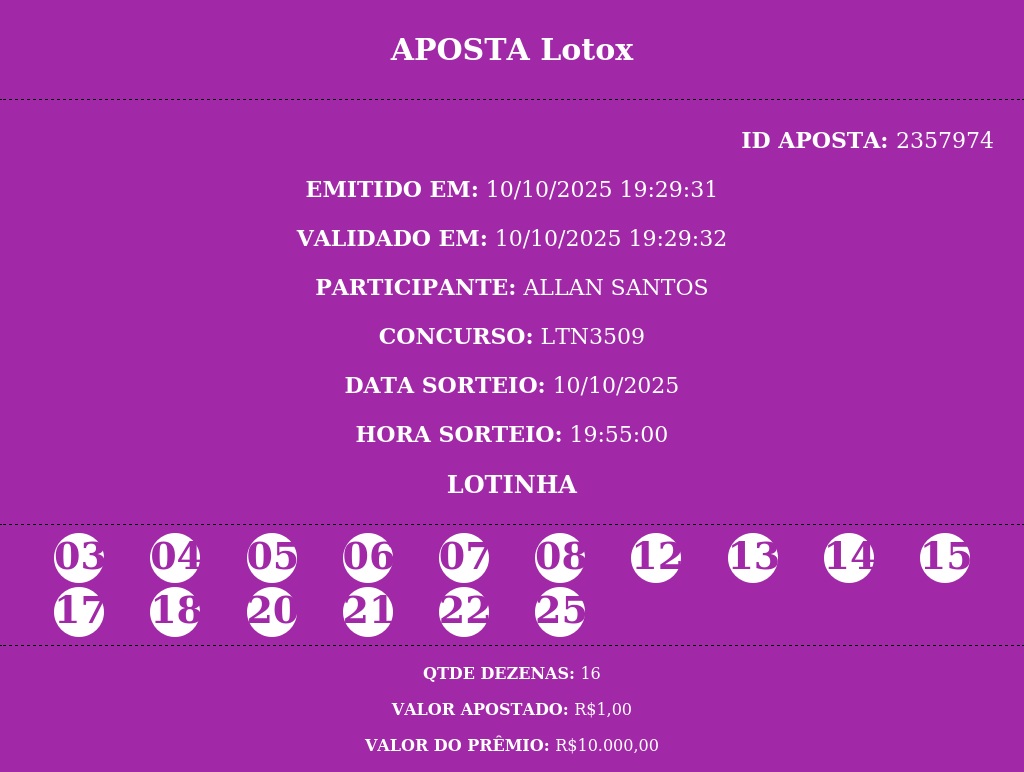 APOSTA Lotox
ID APOSTA: 2357974
EMITIDO EM: 10/10/2025 19:29:31
VALIDADO EM: 10/10/2025 19:29:32
PARTICIPANTE: ALLAN SANTOS
CONCURSO: LTN3509
DATA SORTEIO: 10/10/2025
HORA SORTEIO: 19:55:00
LOTINHA
03 04 05 06 07 08 12 13 14 15
17 18 20 21 22 25
QTDE DEZENAS: 16
VALOR APOSTADO: R$1,00
VALOR DO PRÊMIO: R$10.000,00